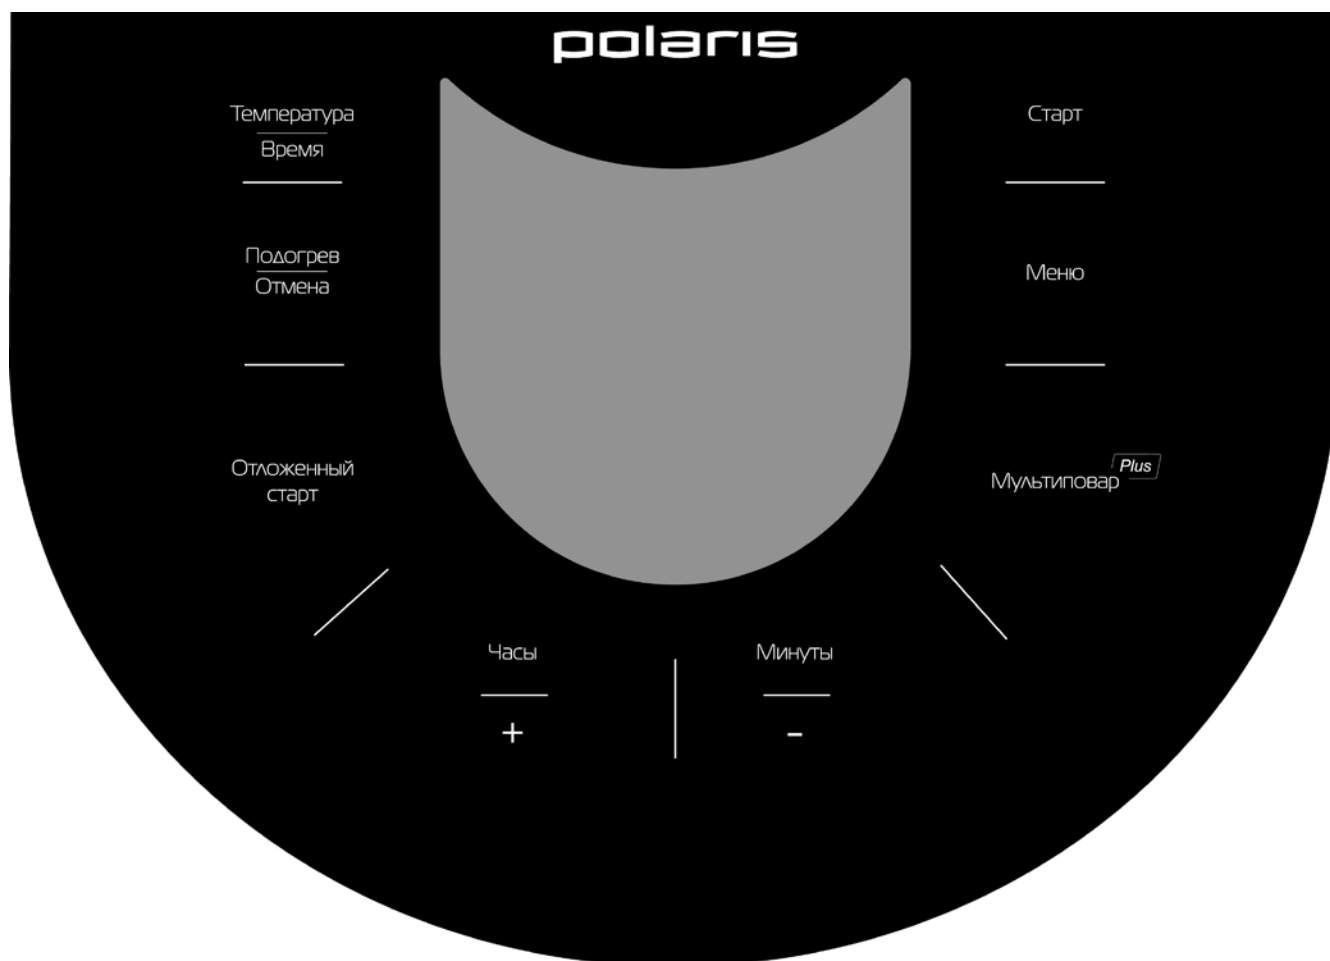 polaris
Температура
Время
Старт
Подогрев
Отмена
Меню
Отложенный
старт
Мультиповар Plus
Часы
+
Минуты
-